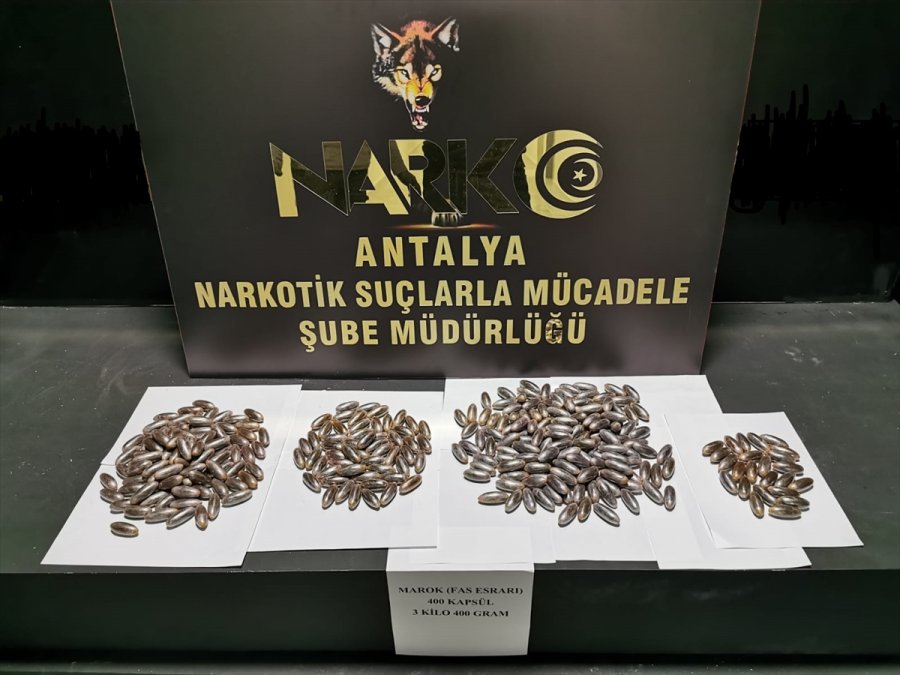 NARKO
ANTALYA
NARKOTİK SUÇLARLA MÜCADELE
ŞUBE MÜDÜRLÜĞÜ
MAROK (FAS ESRARI)
400 KAPSÜL
3 KİLO 400 GRAM